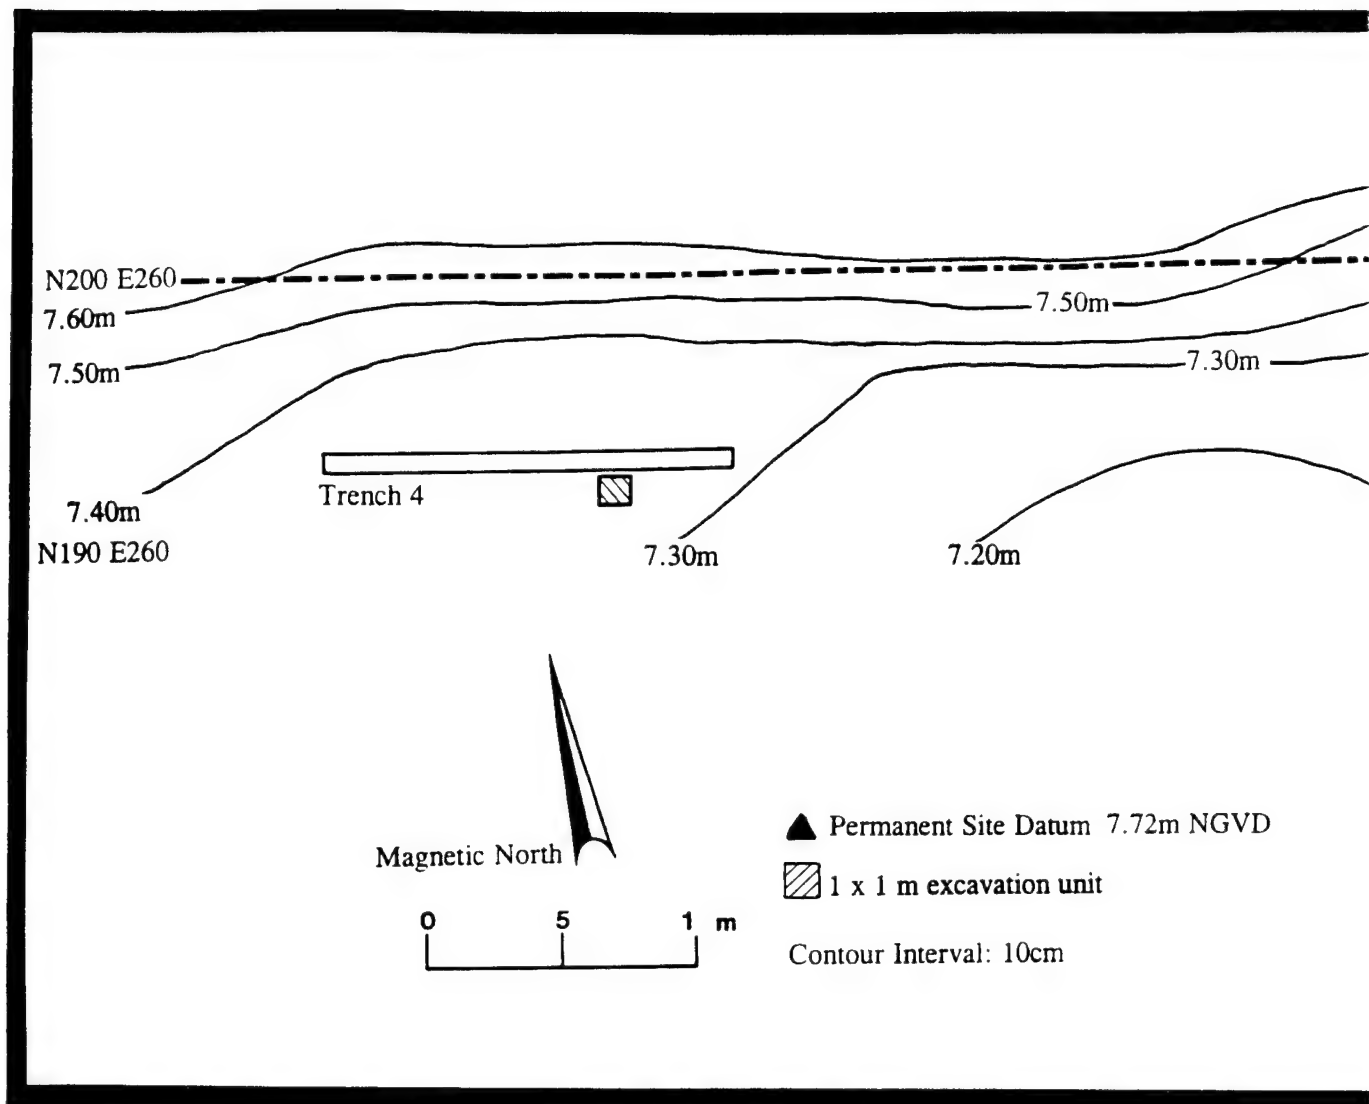 N200 E260
7.60m
7.50m
7.50m
7.30m
Trench 4
7.40m
N190 E260
7.30m
7.20m
Magnetic North
▲ Permanent Site Datum 7.72m NGVD
1 x 1 m excavation unit
0 5 1 m
Contour Interval: 10cm